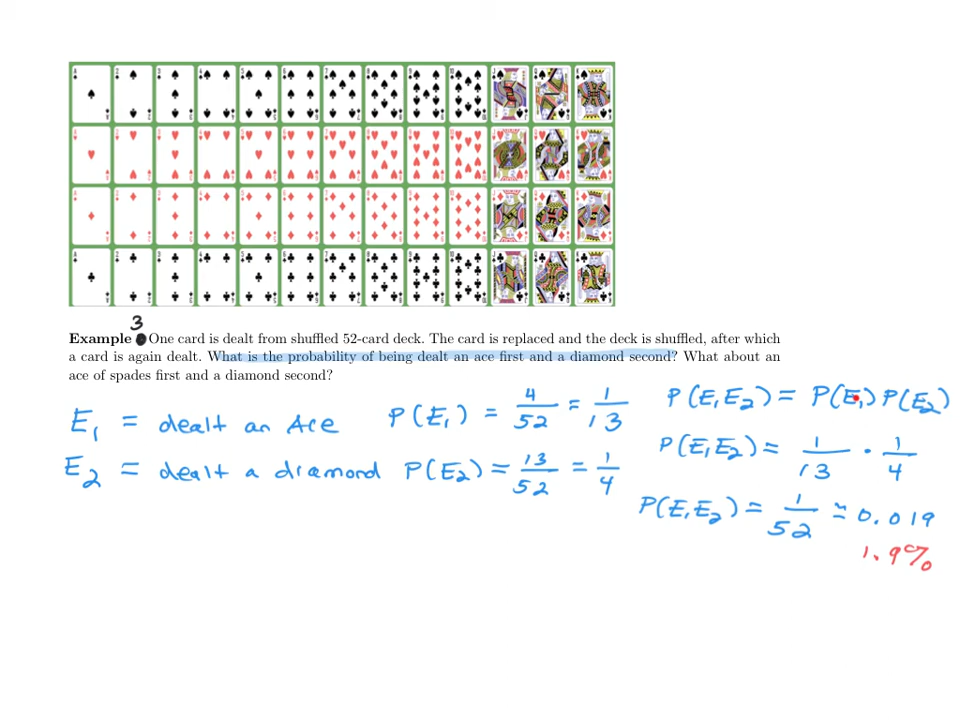 3
Example One card is dealt from shuffled 52-card deck. The card is replaced and the deck is shuffled, after which
a card is again dealt. What is the probability of being dealt an ace first and a diamond second? What about an
ace of spades first and a diamond second?
E₁ = dealt an Ace P(E₁) = 4/52 = 1/13
E₂ = dealt a diamond P(E₂) = 13/52 = 1/4
P(E₁E₂) = P(E₁)P(E₂)
P(E₁E₂) = 1/13 · 1/4
P(E₁E₂) = 1/52 ≈ 0.019
1.9%